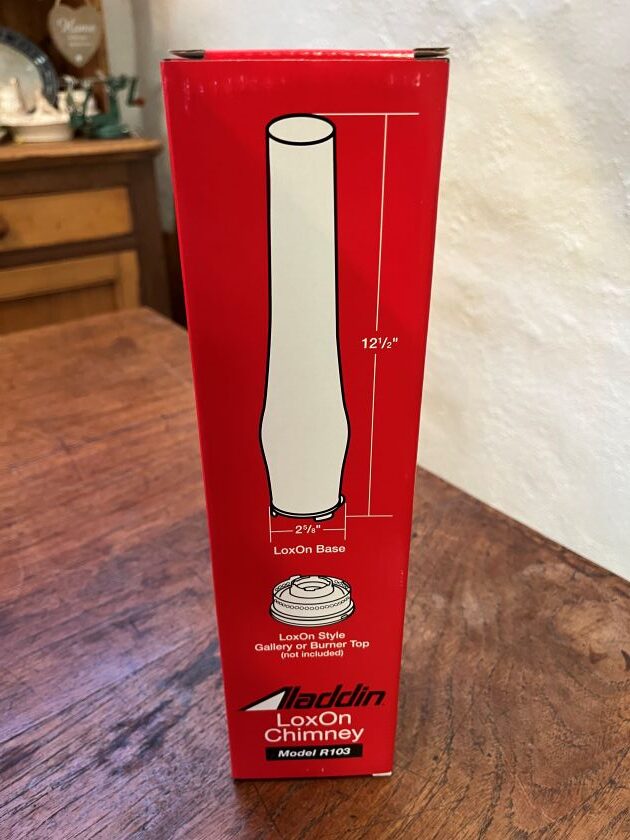 Home
12½"
2⅝"
LoxOn Base
LoxOn Style
Gallery or Burner Top
(not included)
Aladdin
LoxOn
Chimney
Model R103